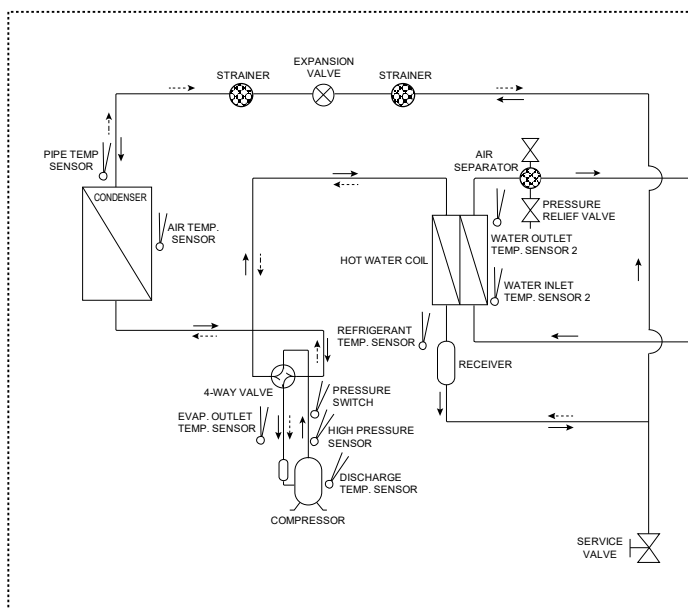 EXPANSION
VALVE
STRAINER
STRAINER
PIPE TEMP
SENSOR
CONDENSER
AIR TEMP.
SENSOR
AIR
SEPARATOR
PRESSURE
RELIEF VALVE
WATER OUTLET
TEMP. SENSOR 2
HOT WATER COIL
WATER INLET
TEMP. SENSOR 2
REFRIGERANT
TEMP. SENSOR
RECEIVER
4-WAY VALVE
PRESSURE
SWITCH
EVAP. OUTLET
TEMP. SENSOR
HIGH PRESSURE
SENSOR
DISCHARGE
TEMP. SENSOR
COMPRESSOR
SERVICE
VALVE